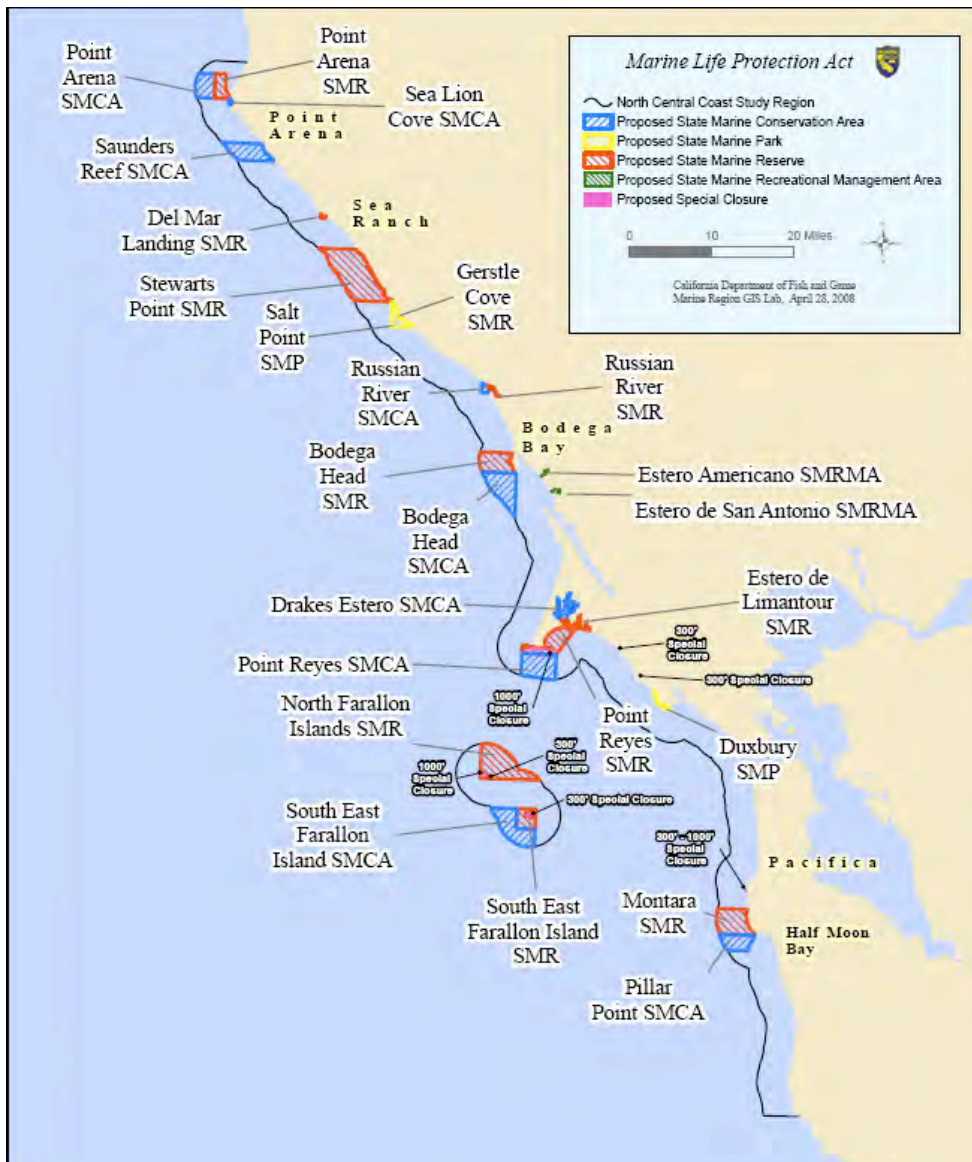 Marine Life Protection Act
North Central Coast Study Region
Proposed State Marine Conservation Area
Proposed State Marine Park
Proposed State Marine Reserve
Proposed State Marine Recreational Management Area
Proposed Special Closure
0 10 20 Miles
California Department of Fish and Game
Marine Region GIS Lab, April 28, 2008
Point
Arena
SMCA
Point
Arena
SMR
Sea Lion
Cove SMCA
Point
Arena
Saunders
Reef SMCA
Del Mar
Landing SMR
Sea
Ranch
Stewarts
Point SMR
Gerstle
Cove
SMR
Salt
Point
SMP
Russian
River
SMCA
Russian
River
SMR
Bodega
Bay
Bodega
Head
SMR
Estero Americano SMRMA
Estero de San Antonio SMRMA
Bodega
Head
SMCA
Drakes Estero SMCA
Estero de
Limantour
SMR
300'
Special
Closure
Point Reyes SMCA
300' Special Closure
1000'
Special
Closure
North Farallon
Islands SMR
Point
Reyes
SMR
Duxbury
SMP
300'
Special
Closure
1000'
Special
Closure
300' Special Closure
South East
Farallon
Island SMCA
300' - 1000'
Special
Closure
Pacifica
South East
Farallon Island
SMR
Montara
SMR
Half Moon
Bay
Pillar
Point SMCA